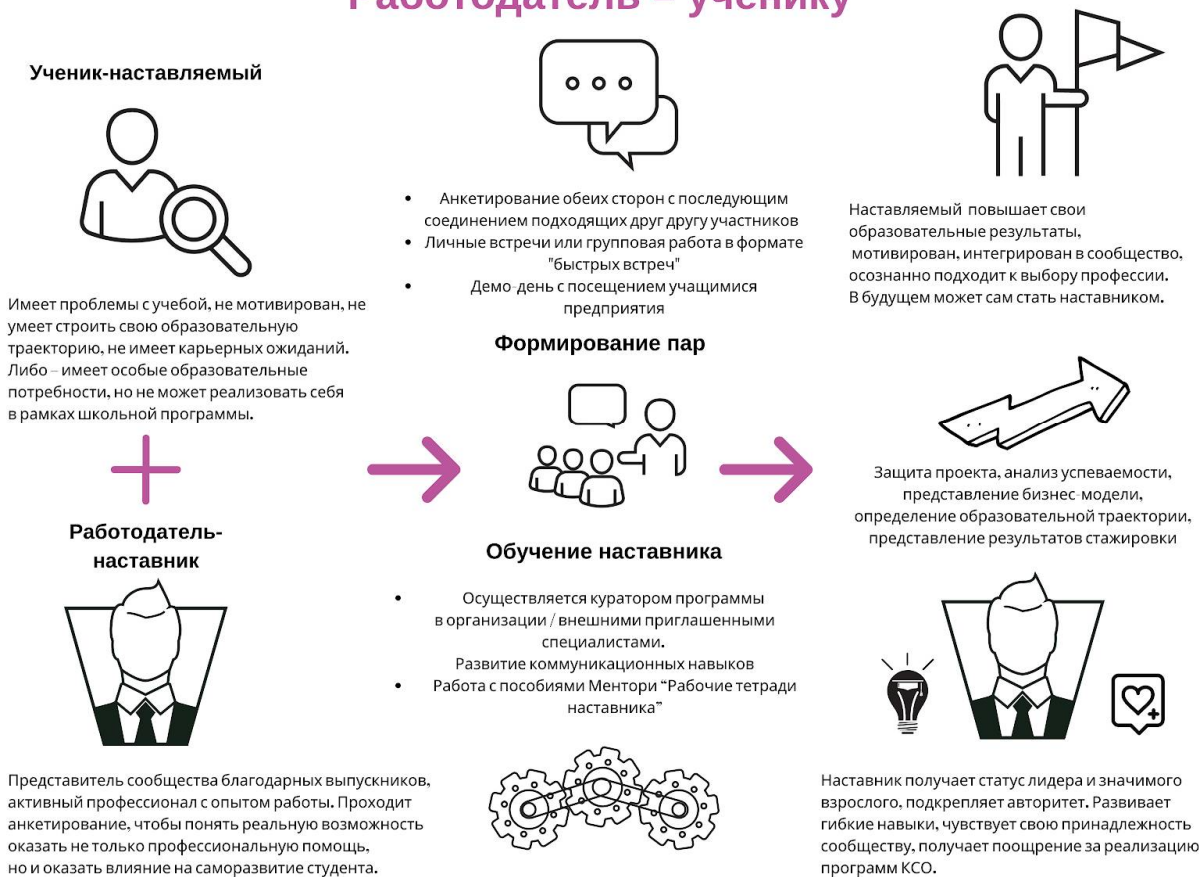 Работодатель – ученику
Ученик-наставляемый
Имеет проблемы с учебой, не мотивирован, не
умеет строить свою образовательную
траекторию, не имеет карьерных ожиданий.
Либо – имеет особые образовательные
потребности, но не может реализовать себя
в рамках школьной программы.
Работодатель-
наставник
Представитель сообщества благодарных выпускников,
активный профессионал с опытом работы. Проходит
анкетирование, чтобы понять реальную возможность
оказать не только профессиональную помощь,
но и оказать влияние на саморазвитие студента.
• Анкетирование обеих сторон с последующим
соединением подходящих друг другу участников
• Личные встречи или групповая работа в формате
"быстрых встреч"
• Демо-день с посещением учащимися
предприятия
Формирование пар
Обучение наставника
• Осуществляется куратором программы
в организации / внешними приглашенными
специалистами.
Развитие коммуникационных навыков
• Работа с пособиями Ментори “Рабочие тетради
наставника”
Наставляемый повышает свои
образовательные результаты,
мотивирован, интегрирован в сообщество,
осознанно подходит к выбору профессии.
В будущем может сам стать наставником.
Защита проекта, анализ успеваемости,
представление бизнес-модели,
определение образовательной траектории,
представление результатов стажировки
Наставник получает статус лидера и значимого
взрослого, подкрепляет авторитет. Развивает
гибкие навыки, чувствует свою принадлежность
сообществу, получает поощрение за реализацию
программ КСО.